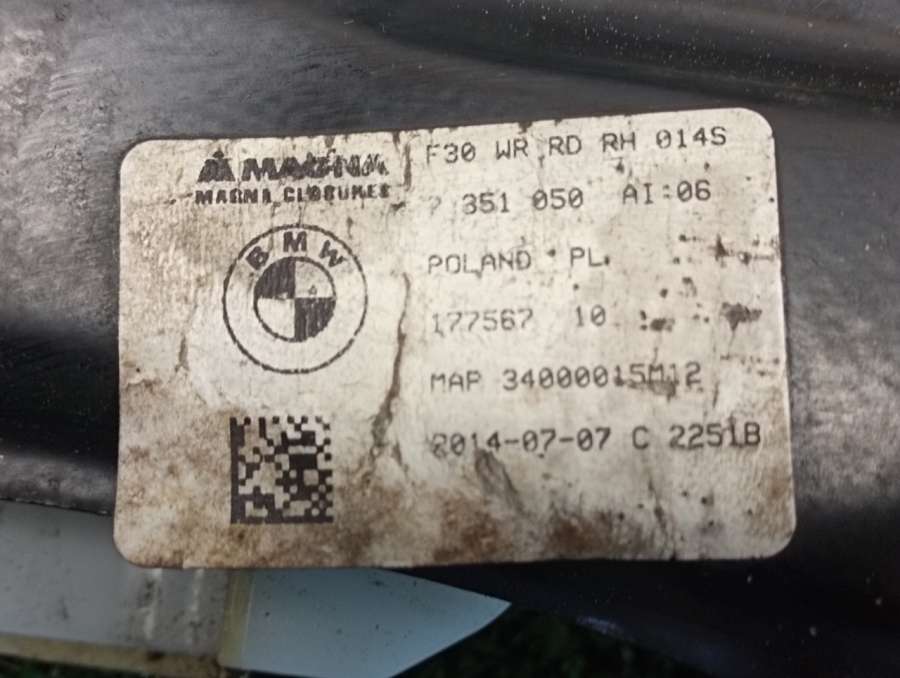 MAGNA
MAGNA CLOSURES
BMW
F30 WR RD RH 014S
7 351 050 AI:06
POLAND PL
177567 10
MAP 34000015M12
2014-07-07 C 2251B